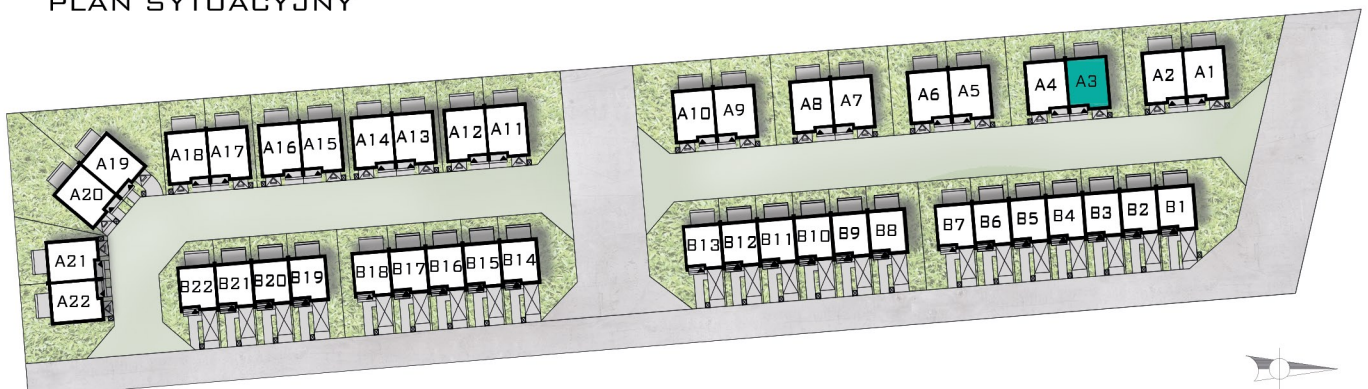 PLAN SYTUACYJNY
A10 A9 A8 A7 A6 A5 A4 A3 A2 A1
A18 A17 A16 A15 A14 A13 A12 A11
A19
A20
A21
A22
B13 B12 B11 B10 B9 B8 B7 B6 B5 B4 B3 B2 B1
B22 B21 B20 B19 B18 B17 B16 B15 B14